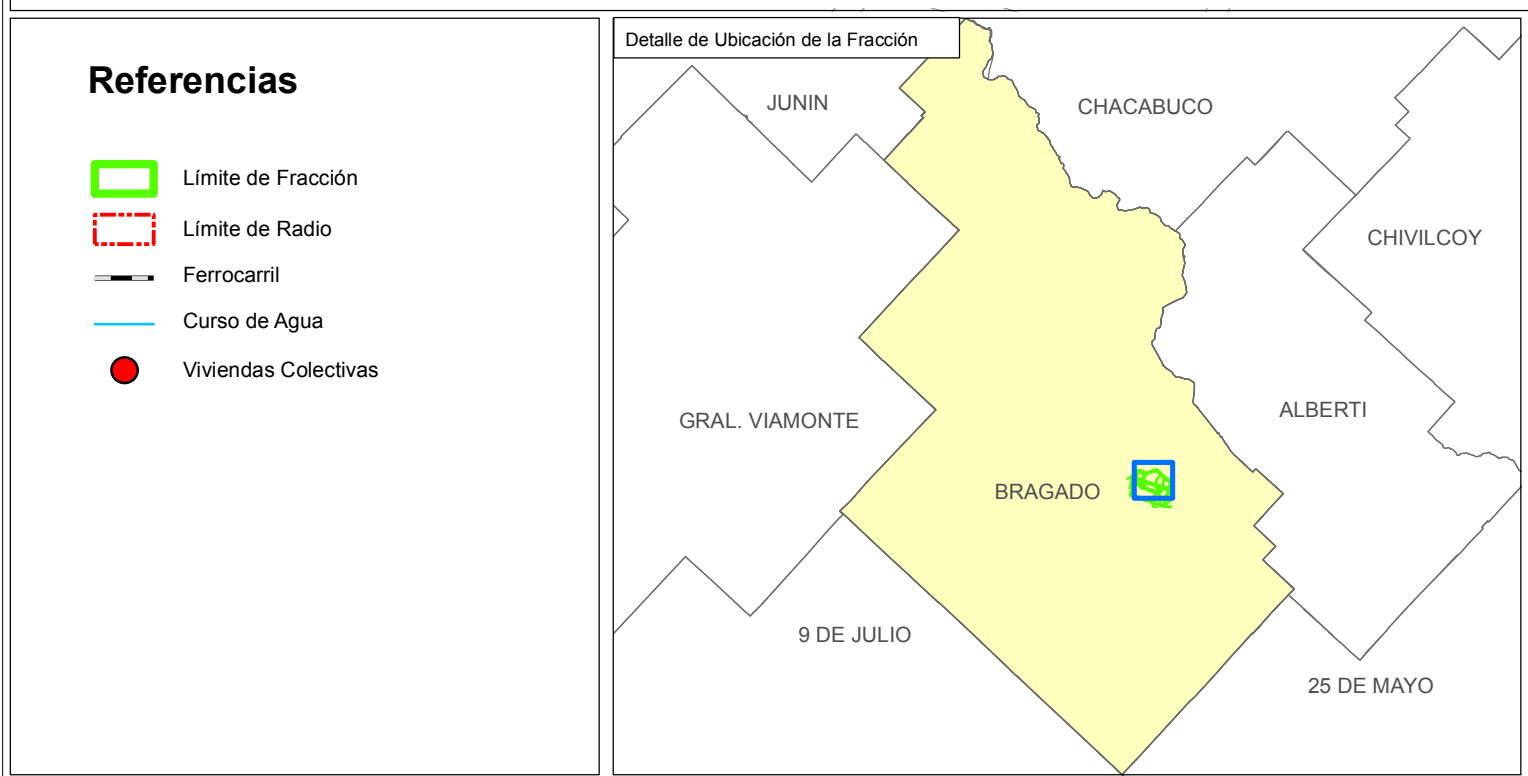 Referencias
Límite de Fracción
Límite de Radio
Ferrocarril
Curso de Agua
Viviendas Colectivas
Detalle de Ubicación de la Fracción
JUNIN
CHACABUCO
CHIVILCOY
GRAL. VIAMONTE
ALBERTI
BRAGADO
9 DE JULIO
25 DE MAYO